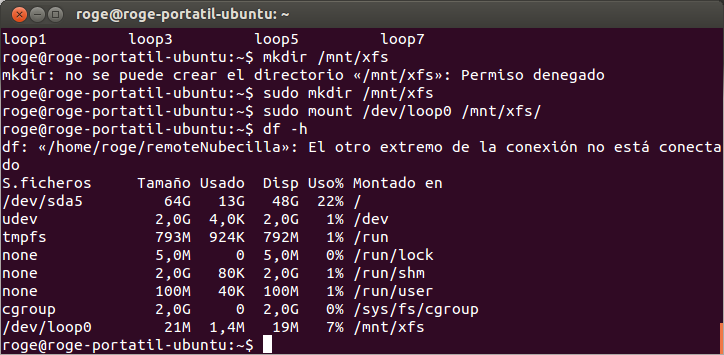 roge@roge-portatil-ubuntu: ~
loop1          loop3          loop5          loop7
roge@roge-portatil-ubuntu:~$ mkdir /mnt/xfs
mkdir: no se puede crear el directorio «/mnt/xfs»: Permiso denegado
roge@roge-portatil-ubuntu:~$ sudo mkdir /mnt/xfs
roge@roge-portatil-ubuntu:~$ sudo mount /dev/loop0 /mnt/xfs/
roge@roge-portatil-ubuntu:~$ df -h
df: «/home/roge/remoteNubecilla»: El otro extremo de la conexión no está conecta
do
S.ficheros     Tamaño Usado  Disp Uso% Montado en
/dev/sda5         64G   13G   48G  22% /
udev             2,0G  4,0K  2,0G   1% /dev
tmpfs            793M  924K  792M   1% /run
none             5,0M     0  5,0M   0% /run/lock
none             2,0G   80K  2,0G   1% /run/shm
none             100M   40K  100M   1% /run/user
cgroup           2,0G     0  2,0G   0% /sys/fs/cgroup
/dev/loop0        21M  1,4M   19M   7% /mnt/xfs
roge@roge-portatil-ubuntu:~$